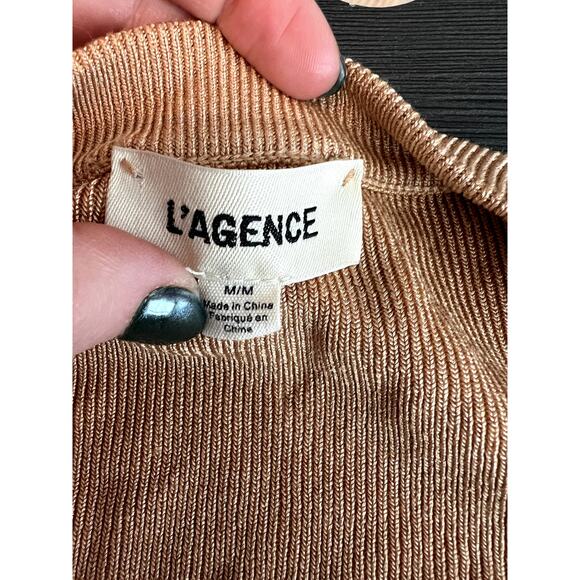 L'AGENCE
M/M
Made in China
Fabriqué en
Chine